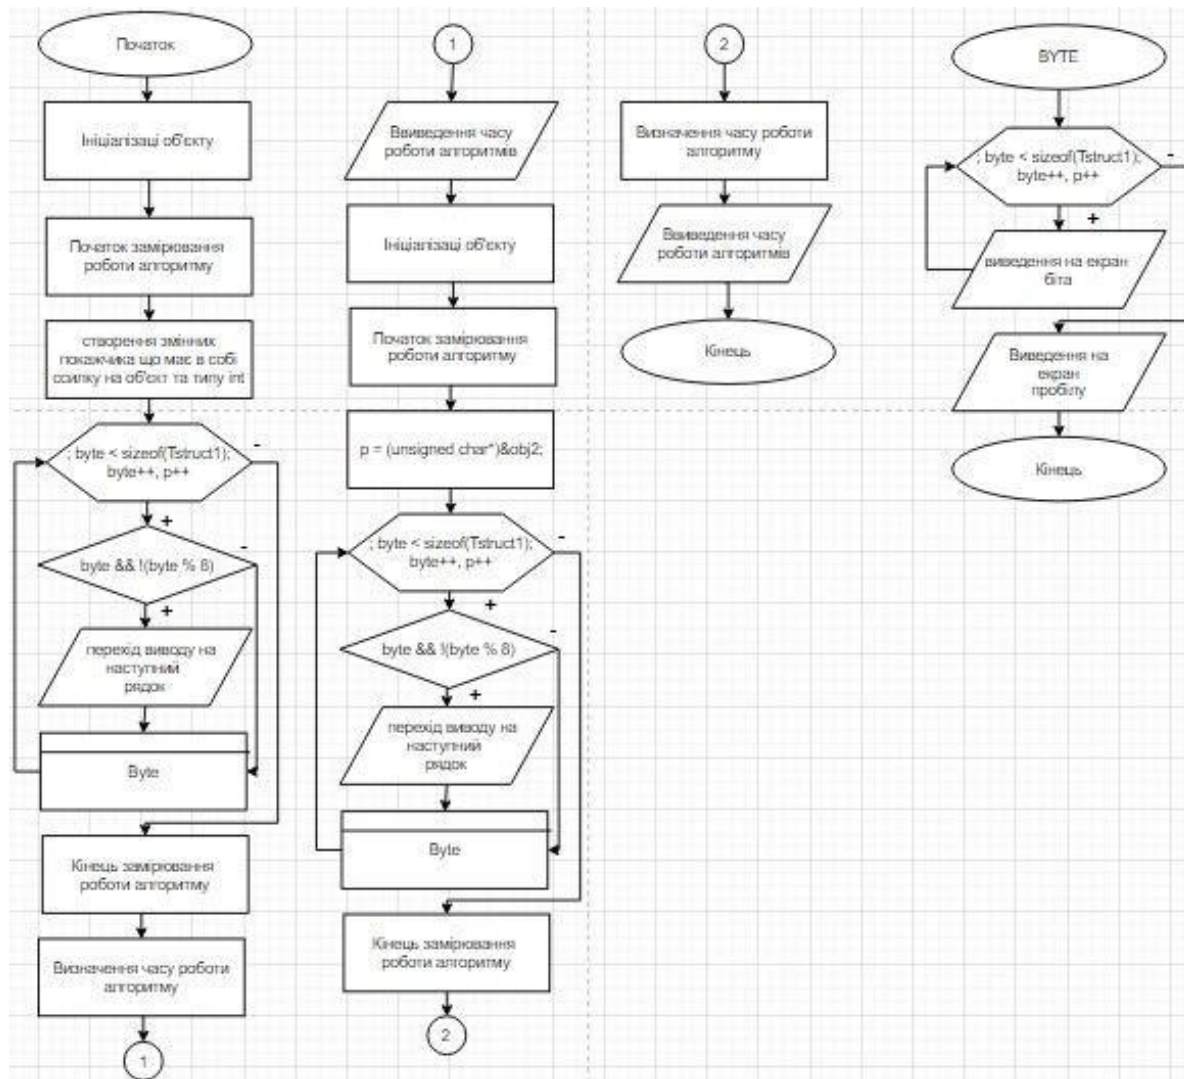 Початок
Ініціалізаці об'єкту
Початок замірювання
роботи алгоритму
створення змінних
покажчика що має в собі
ссилку на об'єкт та типу int
; byte < sizeof(Tstruct1);
byte++, p++
-
+
byte && !(byte % 8)
-
+
перехід виводу на
наступний
рядок
Byte
Кінець замірювання
роботи алгоритму
Визначення часу роботи
алгоритму
1
1
Ввиведення часу
роботи алгоритмів
Ініціалізаці об'єкту
Початок замірювання
роботи алгоритму
p = (unsigned char*)&obj2;
; byte < sizeof(Tstruct1);
byte++, p++
-
+
byte && !(byte % 8)
-
+
перехід виводу на
наступний
рядок
Byte
Кінець замірювання
роботи алгоритму
2
2
Визначення часу роботи
алгоритму
Ввиведення часу
роботи алгоритмів
Кінець
BYTE
; byte < sizeof(Tstruct1);
byte++, p++
-
+
виведення на екран
біта
Виведення на
екран
пробілу
Кінець